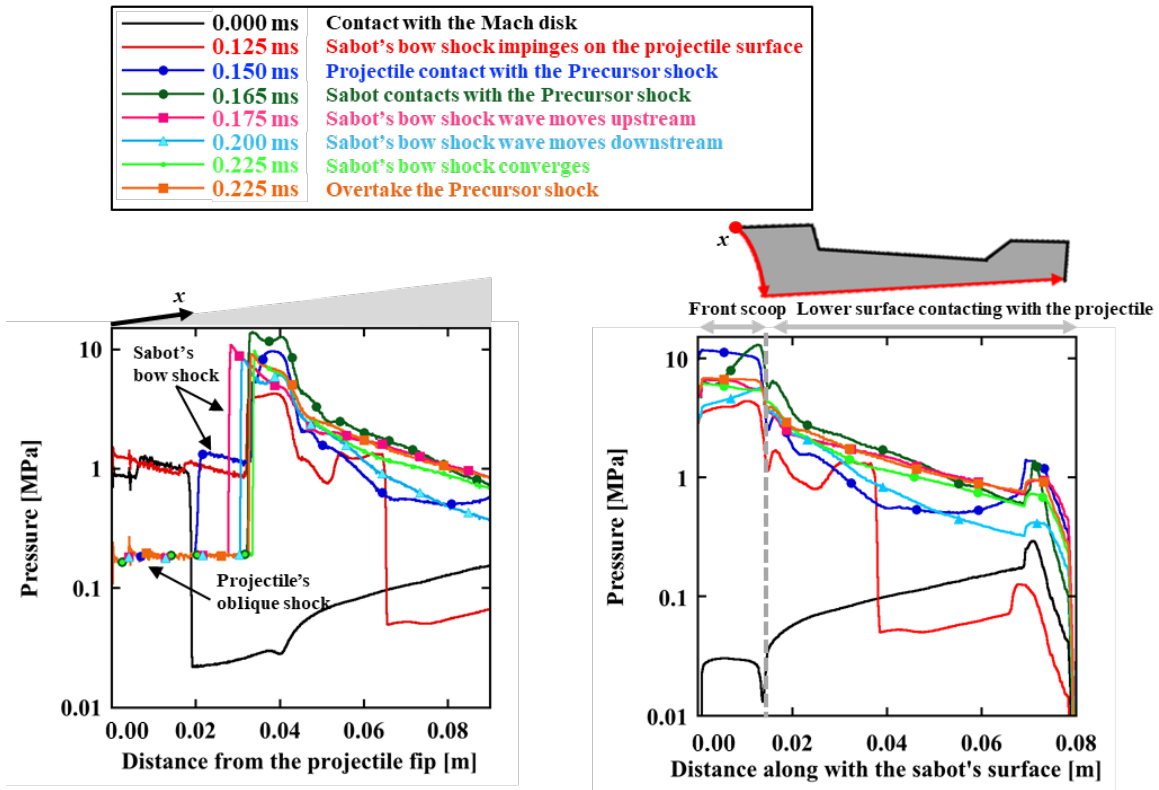 0.000 ms Contact with the Mach disk
0.125 ms Sabot's bow shock impinges on the projectile surface
0.150 ms Projectile contact with the Precursor shock
0.165 ms Sabot contacts with the Precursor shock
0.175 ms Sabot's bow shock wave moves upstream
0.200 ms Sabot's bow shock wave moves downstream
0.225 ms Sabot's bow shock converges
0.225 ms Overtake the Precursor shock
x
Sabot's
bow shock
Projectile's
oblique shock
10
1
0.1
0.01
Pressure [MPa]
0.00 0.02 0.04 0.06 0.08
Distance from the projectile fip [m]
x
Front scoop Lower surface contacting with the projectile
10
1
0.1
0.01
Pressure [MPa]
0.00 0.02 0.04 0.06 0.08
Distance along with the sabot's surface [m]